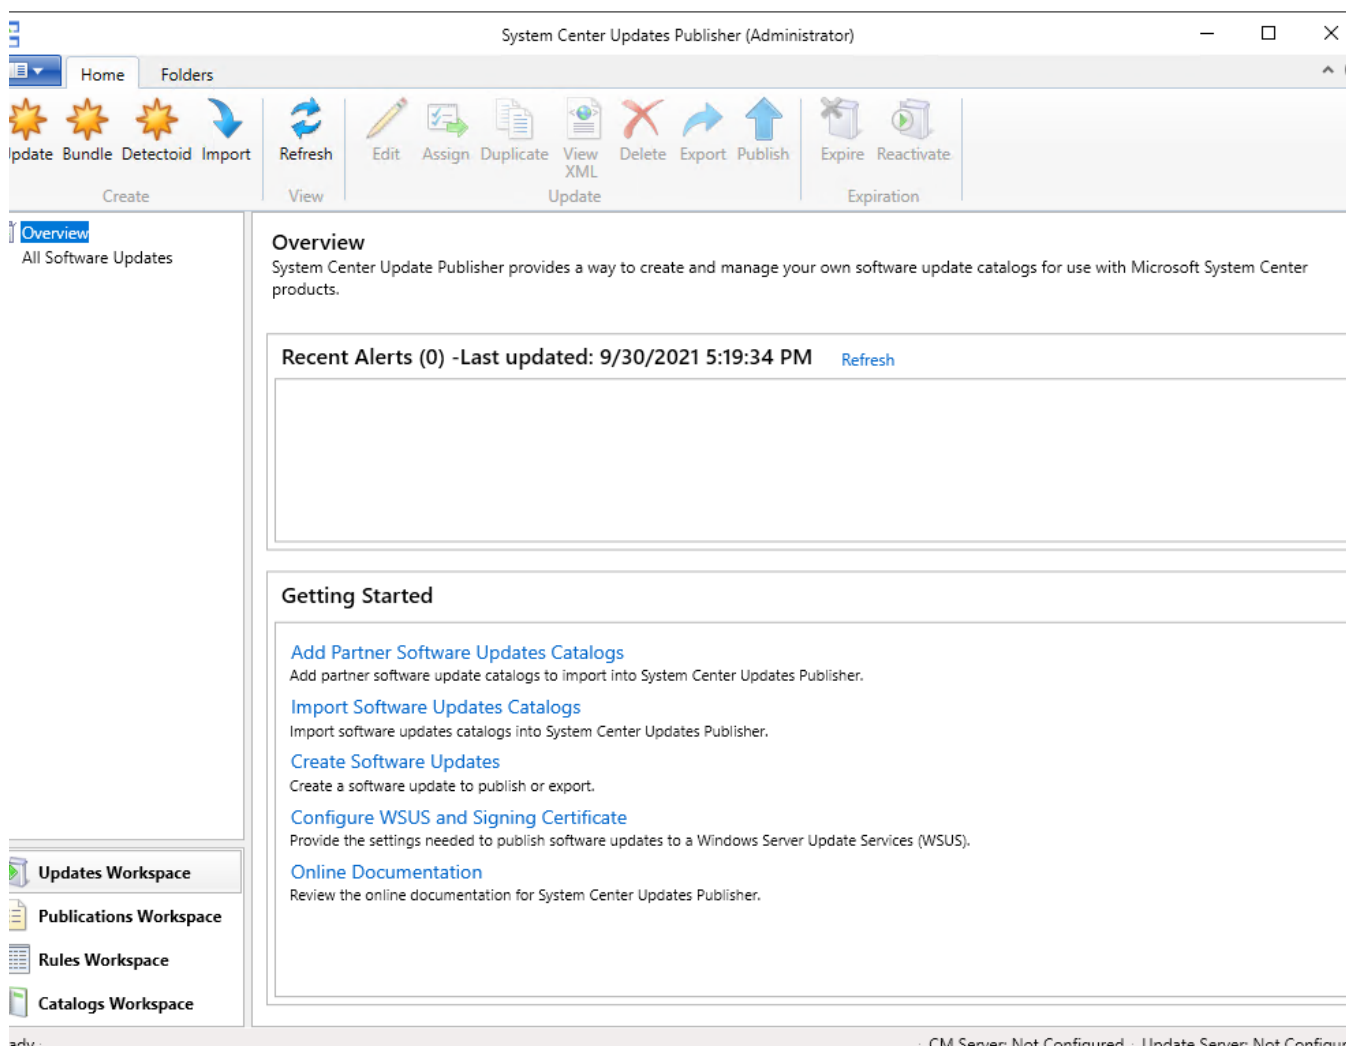 System Center Updates Publisher (Administrator)
Home Folders
Bundle Detectoid Import Refresh Edit Assign Duplicate View XML Delete Export Publish Expire Reactivate
Create View Update Expiration
Overview
All Software Updates
Overview
System Center Update Publisher provides a way to create and manage your own software update catalogs for use with Microsoft System Center
products.
Recent Alerts (0) -Last updated: 9/30/2021 5:19:34 PM Refresh
Getting Started
Add Partner Software Updates Catalogs
Add partner software update catalogs to import into System Center Updates Publisher.
Import Software Updates Catalogs
Import software updates catalogs into System Center Updates Publisher.
Create Software Updates
Create a software update to publish or export.
Configure WSUS and Signing Certificate
Provide the settings needed to publish software updates to a Windows Server Update Services (WSUS).
Online Documentation
Review the online documentation for System Center Updates Publisher.
Updates Workspace
Publications Workspace
Rules Workspace
Catalogs Workspace
CM Server: Not Configured Update Server: Not